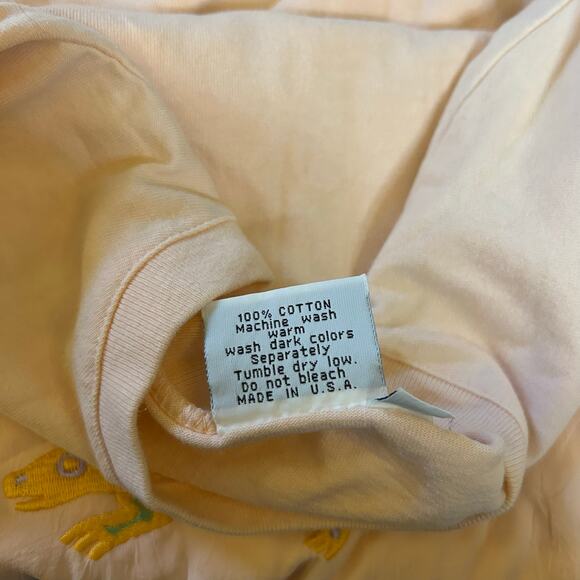 100% COTTON
Machine wash
warm
wash dark colors
Separately
Tumble dry low.
Do not bleach
MADE IN U.S.A.